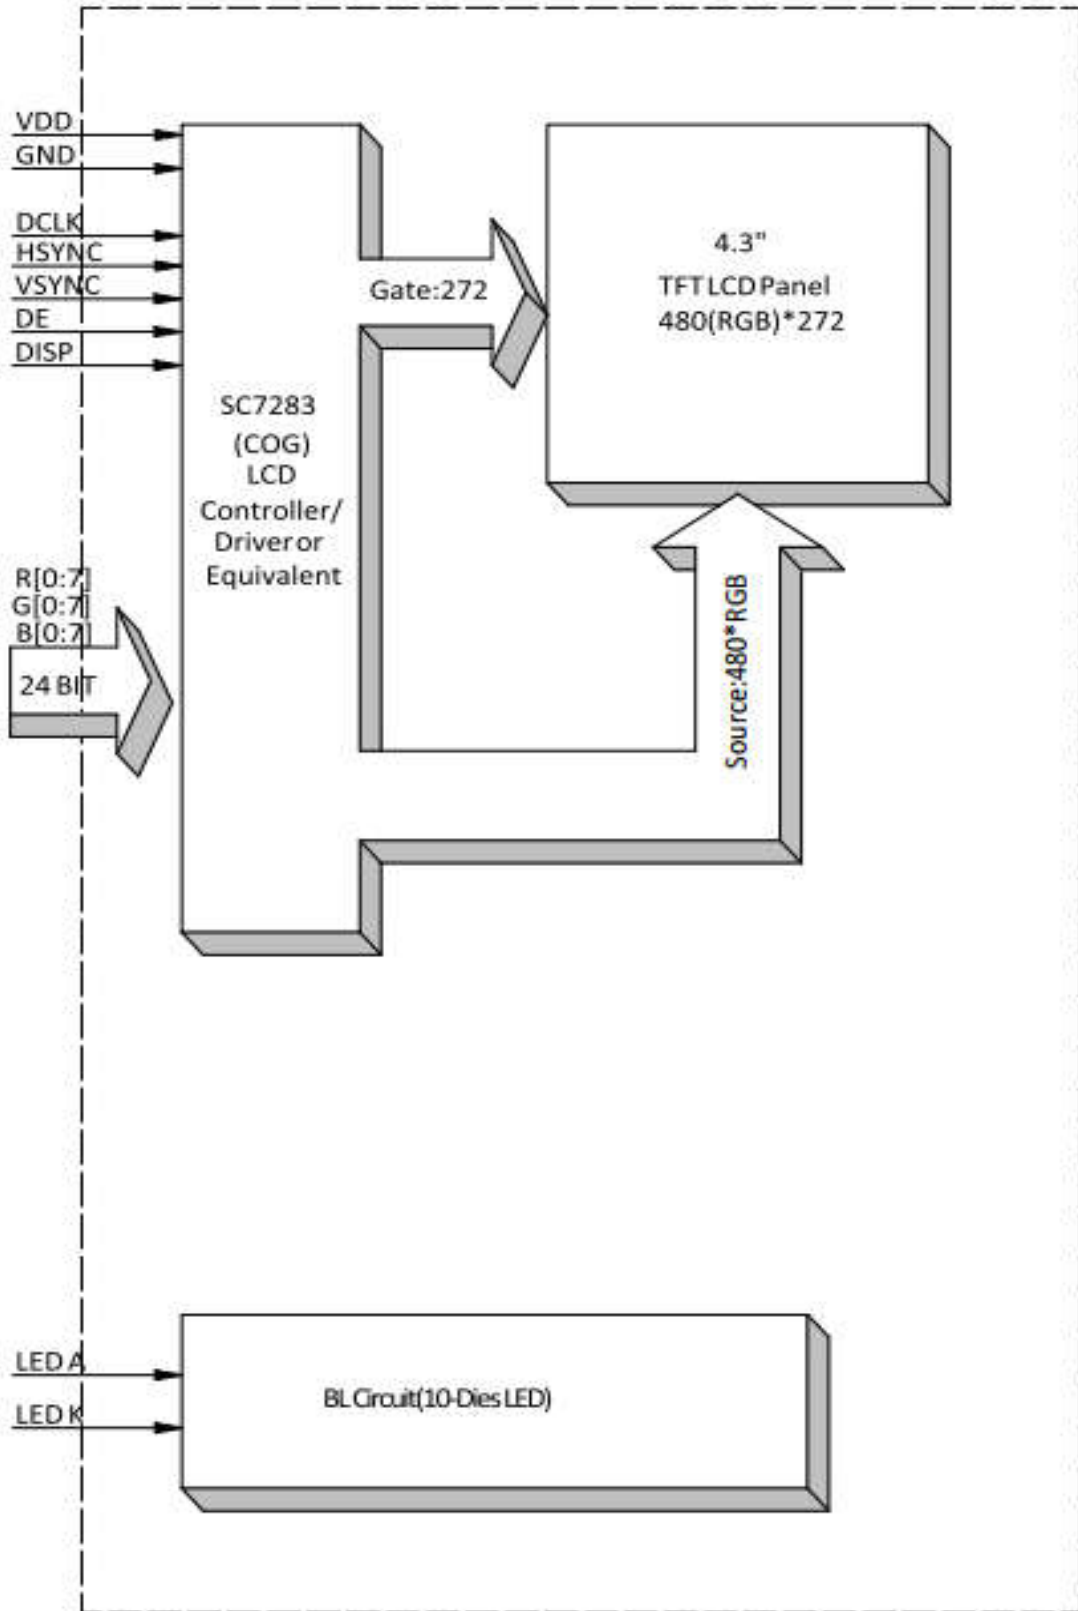 VDD
GND
DCLK
HSYNC
VSYNC
DE
DISP
R[0:7]
G[0:7]
B[0:7]
24 BIT
SC7283
(COG)
LCD
Controller/
Driver or
Equivalent
Gate:272
4.3"
TFT LCD Panel
480(RGB)*272
Source:480*RGB
LED A
LED K
BL Circuit(10-Dies LED)